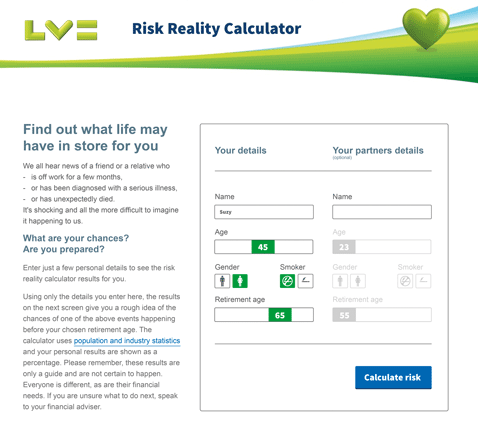 LV=
Risk Reality Calculator
Find out what life may
have in store for you
We all hear news of a friend or a relative who
- is off work for a few months,
- or has been diagnosed with a serious illness,
- or has unexpectedly died.
It's shocking and all the more difficult to imagine
it happening to us.
What are your chances?
Are you prepared?
Enter just a few personal details to see the risk
reality calculator results for you.
Using only the details you enter here, the results
on the next screen give you a rough idea of the
chances of one of the above events happening
before your chosen retirement age. The
calculator uses population and industry statistics
and your personal results are shown as a
percentage. Please remember, these results are
only a guide and are not certain to happen.
Everyone is different, as are their financial
needs. If you are unsure what to do next, speak
to your financial adviser.
Your details
Name
Suzy
Age
45
Gender Smoker
Retirement age
65
Your partners details
(optional)
Name
Age
23
Gender Smoker
Retirement age
55
Calculate risk